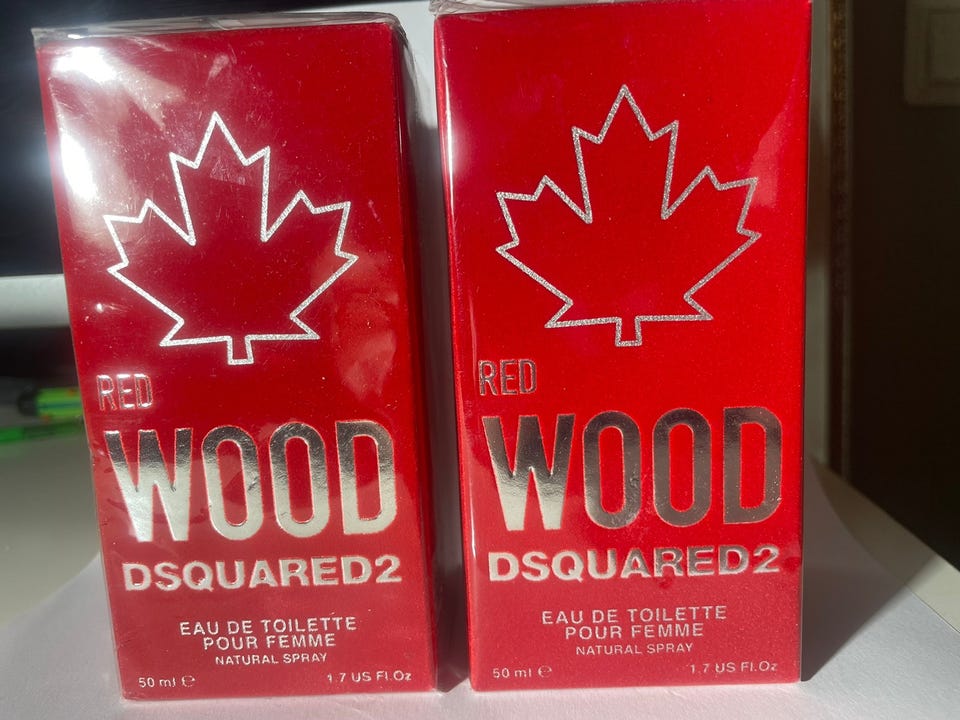 RED
WOOD
DSQUARED2
EAU DE TOILETTE
POUR FEMME
NATURAL SPRAY
50 ml ℮ 1.7 US Fl.Oz
RED
WOOD
DSQUARED2
EAU DE TOILETTE
POUR FEMME
NATURAL SPRAY
50 ml ℮ 1.7 US Fl.Oz